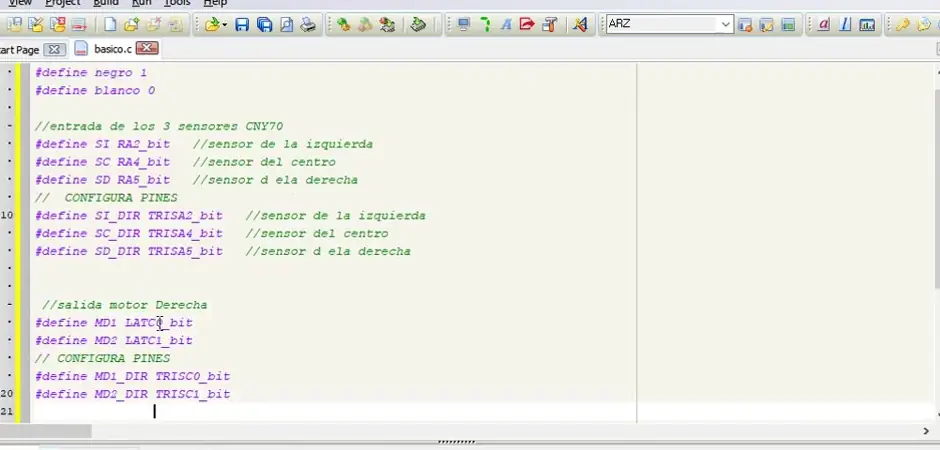 View Project Build Run Tools Help
ARZ
art Page basico.c
#define negro 1
#define blanco 0
//entrada de los 3 sensores CNY70
#define SI RA2_bit //sensor de la izquierda
#define SC RA4_bit //sensor del centro
#define SD RA5_bit //sensor d ela derecha
// CONFIGURA PINES
10 #define SI_DIR TRISA2_bit //sensor de la izquierda
#define SC_DIR TRISA4_bit //sensor del centro
#define SD_DIR TRISA5_bit //sensor d ela derecha
//salida motor Derecha
#define MD1 LATC0_bit
#define MD2 LATC1_bit
// CONFIGURA PINES
#define MD1_DIR TRISC0_bit
20 #define MD2_DIR TRISC1_bit
21